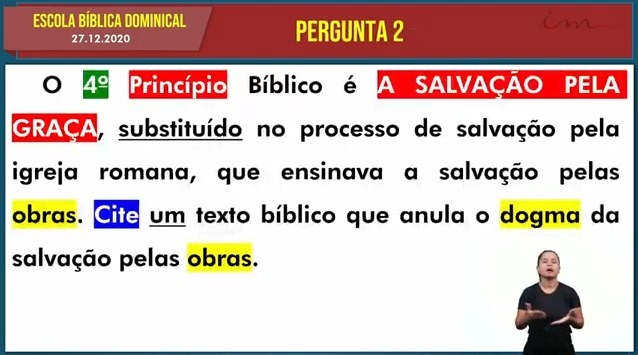 ESCOLA BÍBLICA DOMINICAL
27.12.2020
PERGUNTA 2
O 4º Princípio Bíblico é A SALVAÇÃO PELA
GRAÇA, substituído no processo de salvação pela
igreja romana, que ensinava a salvação pelas
obras. Cite um texto bíblico que anula o dogma da
salvação pelas obras.